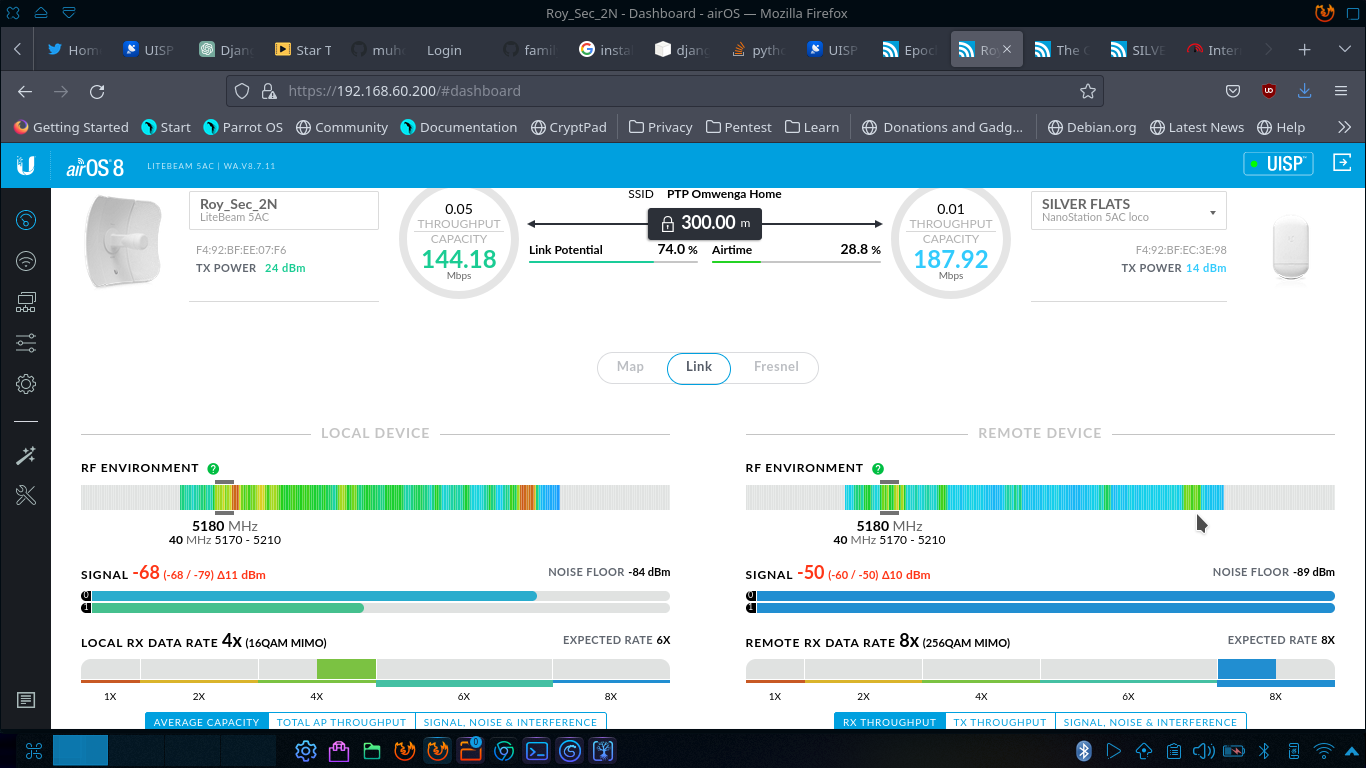 Roy_Sec_2N - Dashboard - airOS — Mozilla Firefox
Hom UISP Djan Star T muh Login famil insta djang pyth UISP Epoc Ro The SILVE Inter
https://192.168.60.200/#dashboard
Getting Started Start Parrot OS Community Documentation CryptPad Privacy Pentest Learn Donations and Gadg... Debian.org Latest News Help
U airOS 8 LITEBEAM 5AC | WA.V8.7.11 UISP
SSID PTP Omwenga Home
Roy_Sec_2N
LiteBeam 5AC
F4:92:BF:EE:07:F6
TX POWER 24 dBm
0.05
THROUGHPUT
CAPACITY
144.18
Mbps
300.00 m
Link Potential 74.0 % Airtime 28.8 %
0.01
THROUGHPUT
CAPACITY
187.92
Mbps
SILVER FLATS
NanoStation 5AC loco
F4:92:BF:EC:3E:98
TX POWER 14 dBm
Map Link Fresnel
LOCAL DEVICE
RF ENVIRONMENT ?
5180 MHz
40 MHz 5170 - 5210
SIGNAL -68 (-68 / -79) Δ11 dBm NOISE FLOOR -84 dBm
0
1
LOCAL RX DATA RATE 4x (16QAM MIMO) EXPECTED RATE 6X
1X 2X 4X 6X 8X
AVERAGE CAPACITY TOTAL AP THROUGHPUT SIGNAL, NOISE & INTERFERENCE
REMOTE DEVICE
RF ENVIRONMENT ?
5180 MHz
40 MHz 5170 - 5210
SIGNAL -50 (-60 / -50) Δ10 dBm NOISE FLOOR -89 dBm
0
1
REMOTE RX DATA RATE 8x (256QAM MIMO) EXPECTED RATE 8X
1X 2X 4X 6X 8X
RX THROUGHPUT TX THROUGHPUT SIGNAL, NOISE & INTERFERENCE